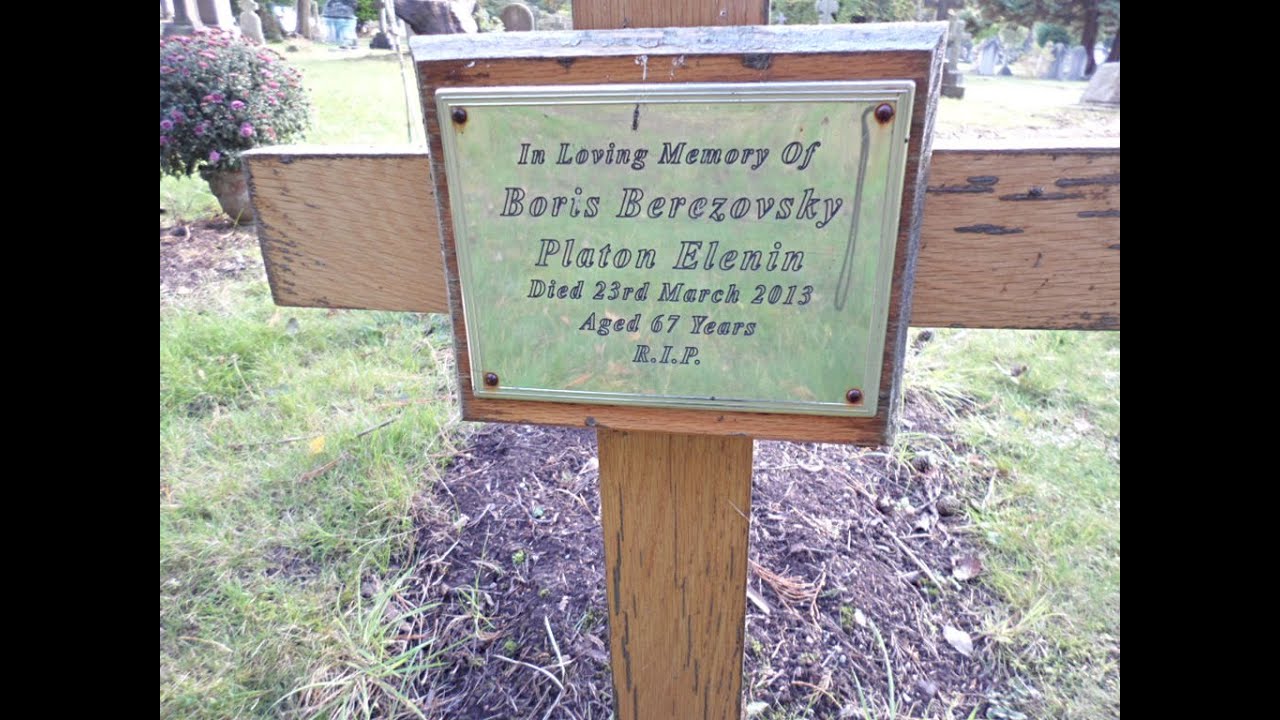 In Loving Memory Of
Boris Berezovsky
Platon Elenin
Died 23rd March 2013
Aged 67 Years
R.I.P.